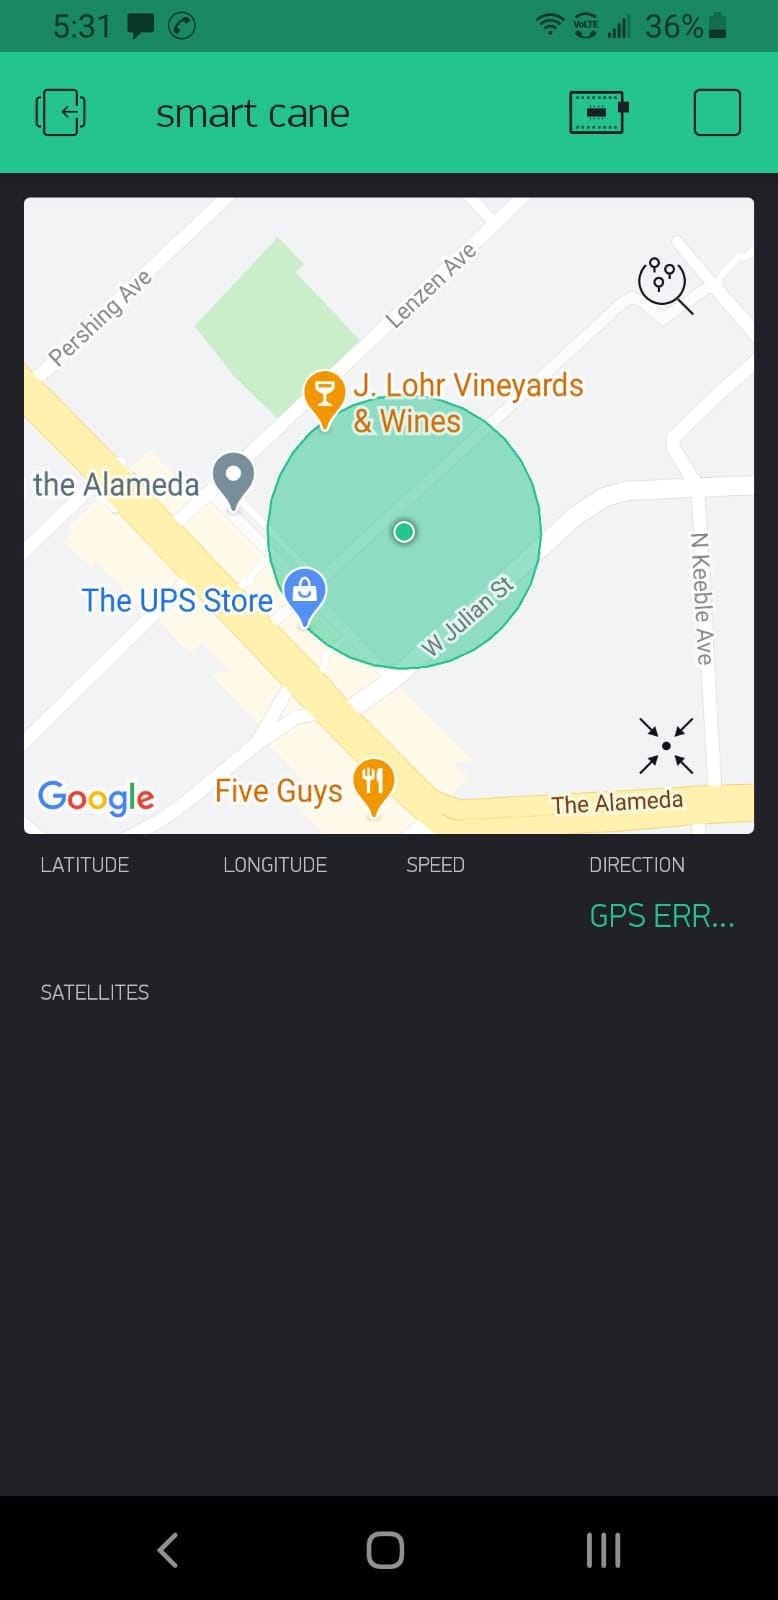 5:31
VoLTE
36%
smart cane
Pershing Ave
Lenzen Ave
J. Lohr Vineyards
& Wines
the Alameda
The UPS Store
W Julian St
N Keeble Ave
Five Guys
The Alameda
Google
LATITUDE
LONGITUDE
SPEED
DIRECTION
GPS ERR...
SATELLITES